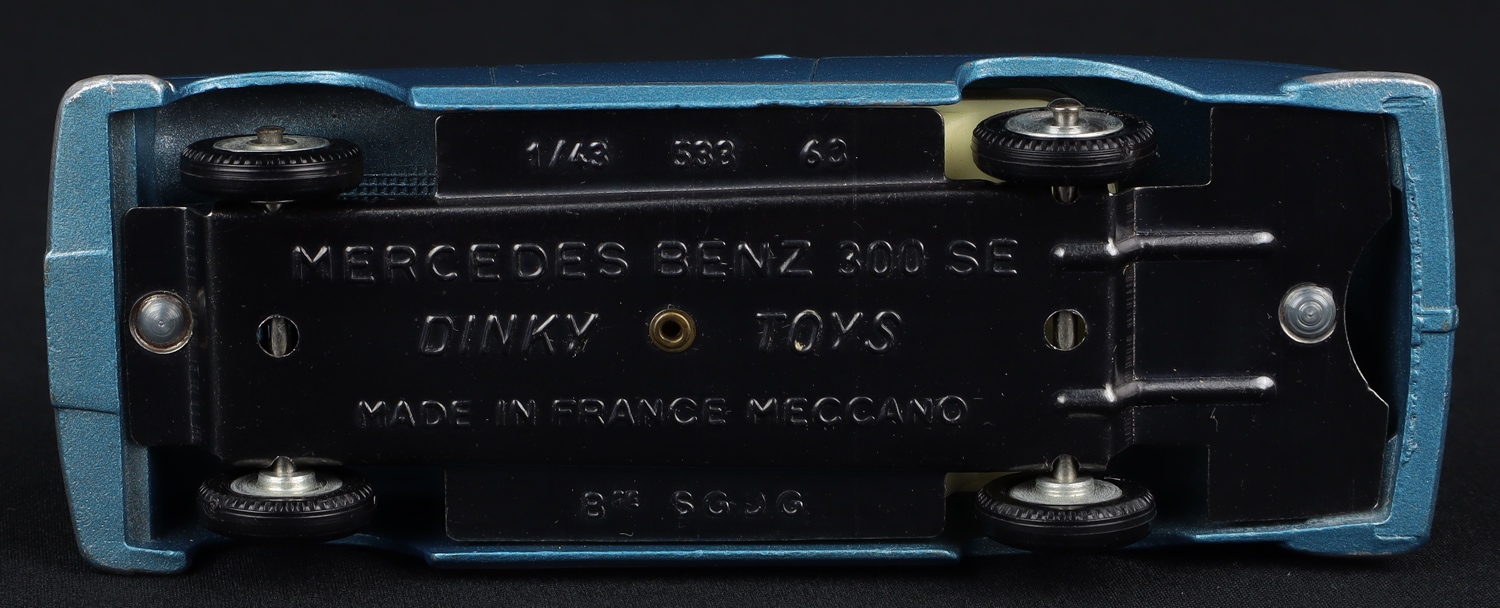 1/43 533 63
MERCEDES BENZ 300 SE
DINKY TOYS
MADE IN FRANCE MECCANO
Bté SGDG